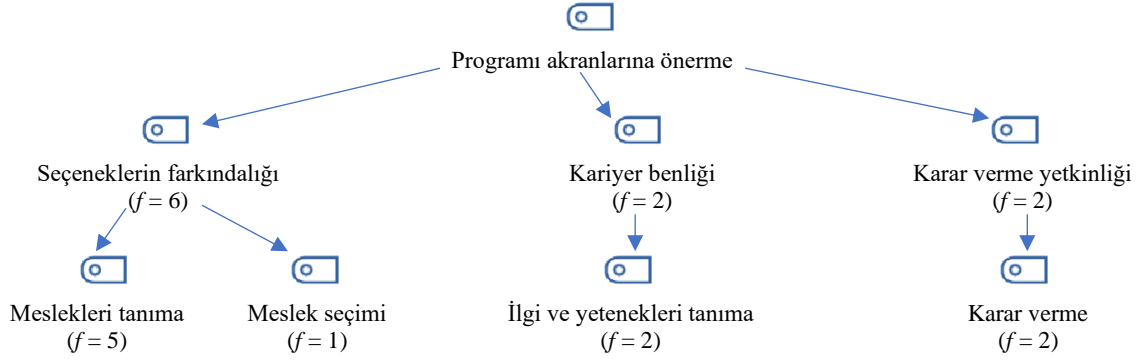 Programı akranlarına önerme
Seçeneklerin farkındalığı
(f = 6)
Kariyer benliği
(f = 2)
Karar verme yetkinliği
(f = 2)
Meslekleri tanıma
(f = 5)
Meslek seçimi
(f = 1)
İlgi ve yetenekleri tanıma
(f = 2)
Karar verme
(f = 2)